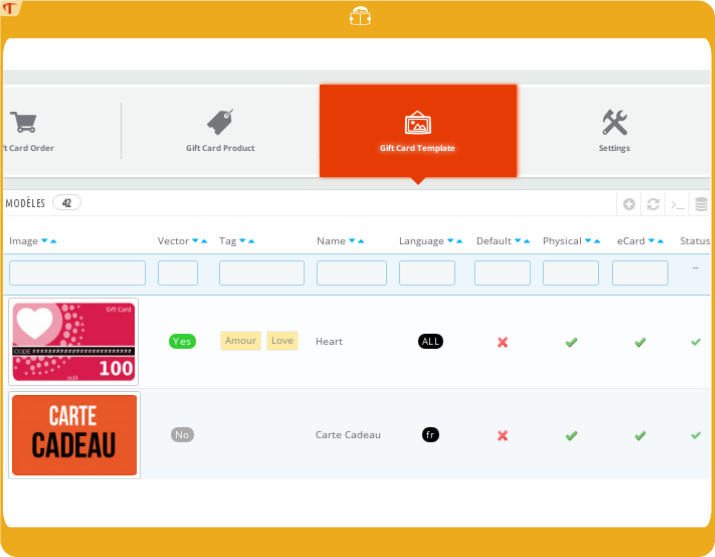 T
ft Card Order
Gift Card Product
Gift Card Template
Settings
MODÈLES 42
Image Vector Tag Name Language Default Physical eCard Status
--
Gift Card
CODE ########################
100
Yes Amour Love Heart ALL
CARTE
CADEAU
No Carte Cadeau fr